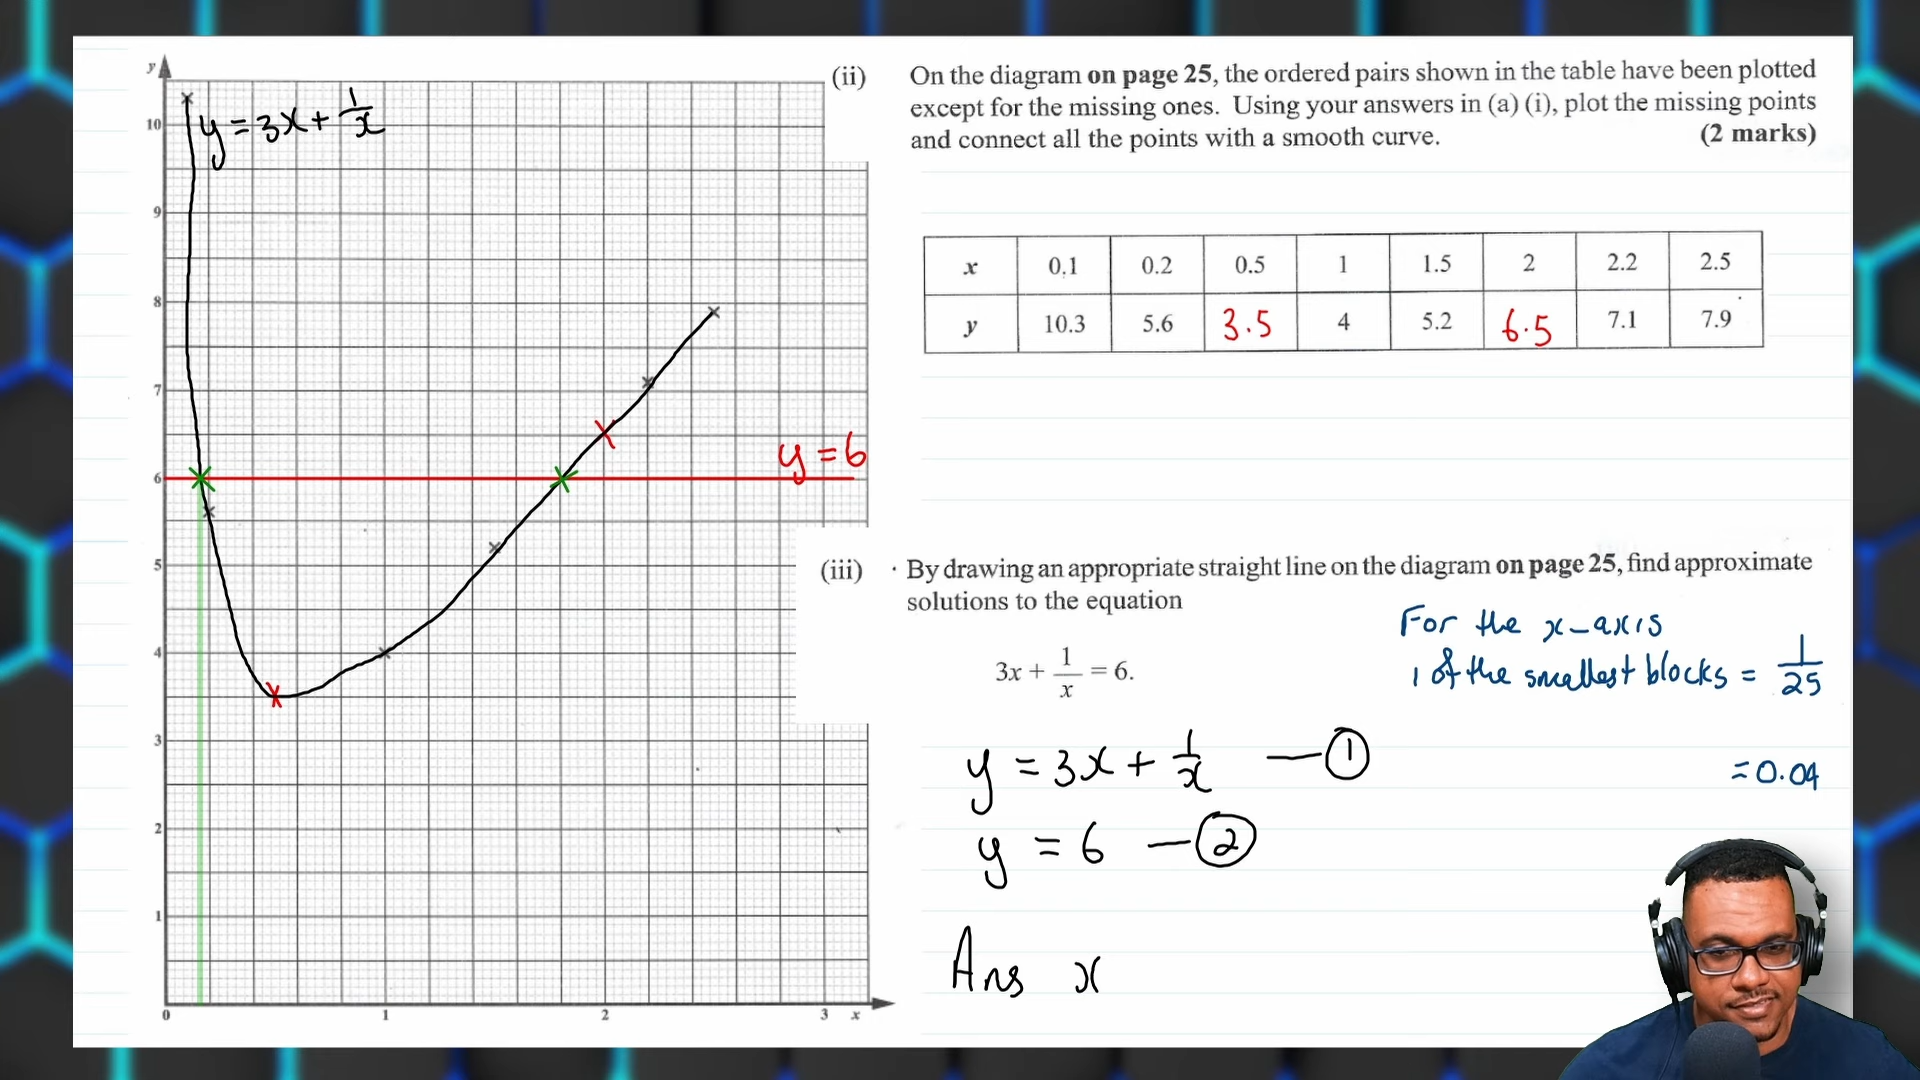 y
10
9
8
7
6
5
4
3
2
1
0
1
2
3
x
y = 3x + 1/x
y = 6
(ii) On the diagram on page 25, the ordered pairs shown in the table have been plotted
except for the missing ones. Using your answers in (a) (i), plot the missing points
and connect all the points with a smooth curve. (2 marks)
x 0.1 0.2 0.5 1 1.5 2 2.2 2.5
y 10.3 5.6 3.5 4 5.2 6.5 7.1 7.9
(iii) By drawing an appropriate straight line on the diagram on page 25, find approximate
solutions to the equation
3x + 1/x = 6.
For the x-axis
1 of the smallest blocks = 1/25
= 0.04
y = 3x + 1/x — ①
y = 6 — ②
Ans x